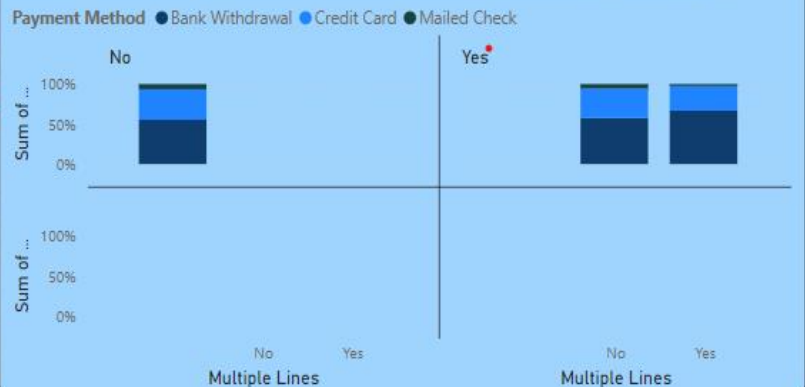 Payment Method Bank Withdrawal Credit Card Mailed Check
No Yes
100%
50%
0%
Sum of ...
Sum of ...
100%
50%
0%
No Yes No Yes
Multiple Lines Multiple Lines